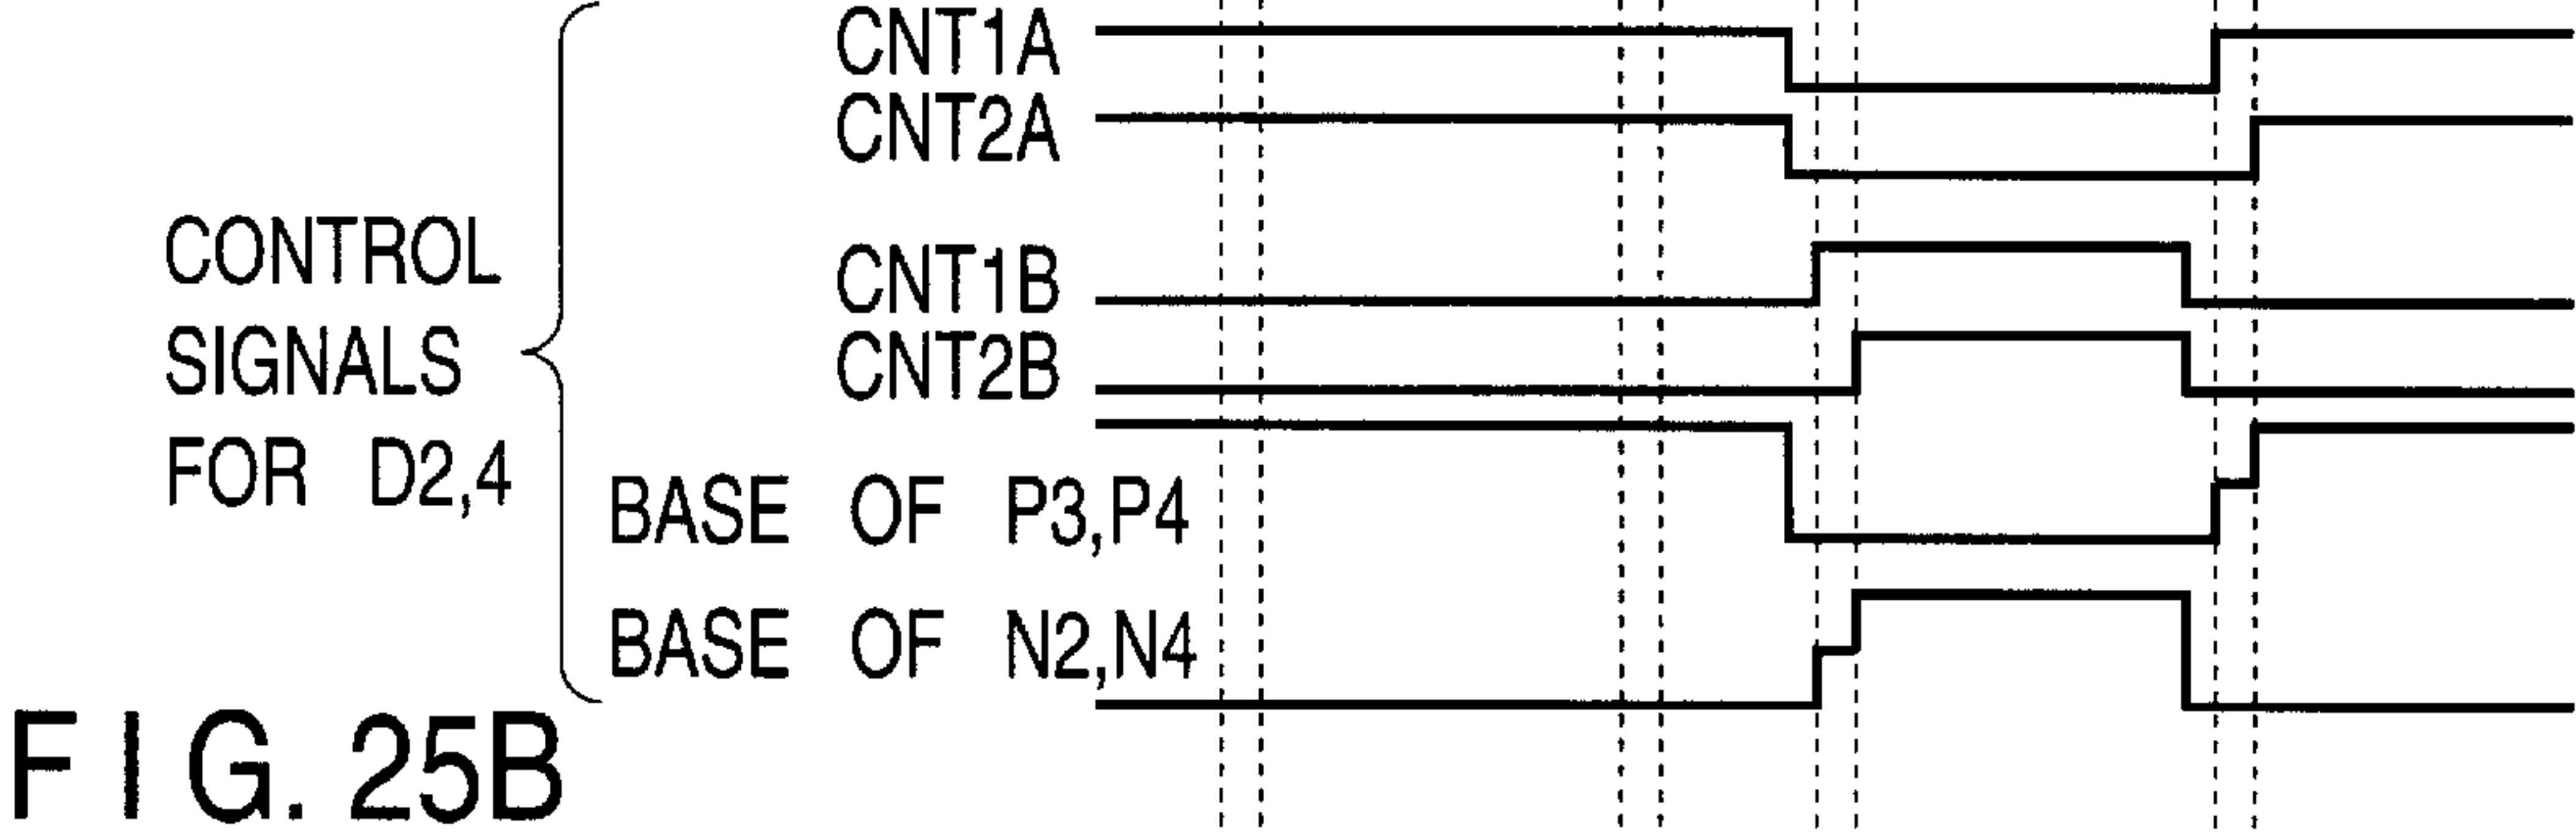 CONTROL
SIGNALS
FOR D2,4
CNT1A
CNT2A
CNT1B
CNT2B
BASE OF P3,P4
BASE OF N2,N4
FIG. 25B